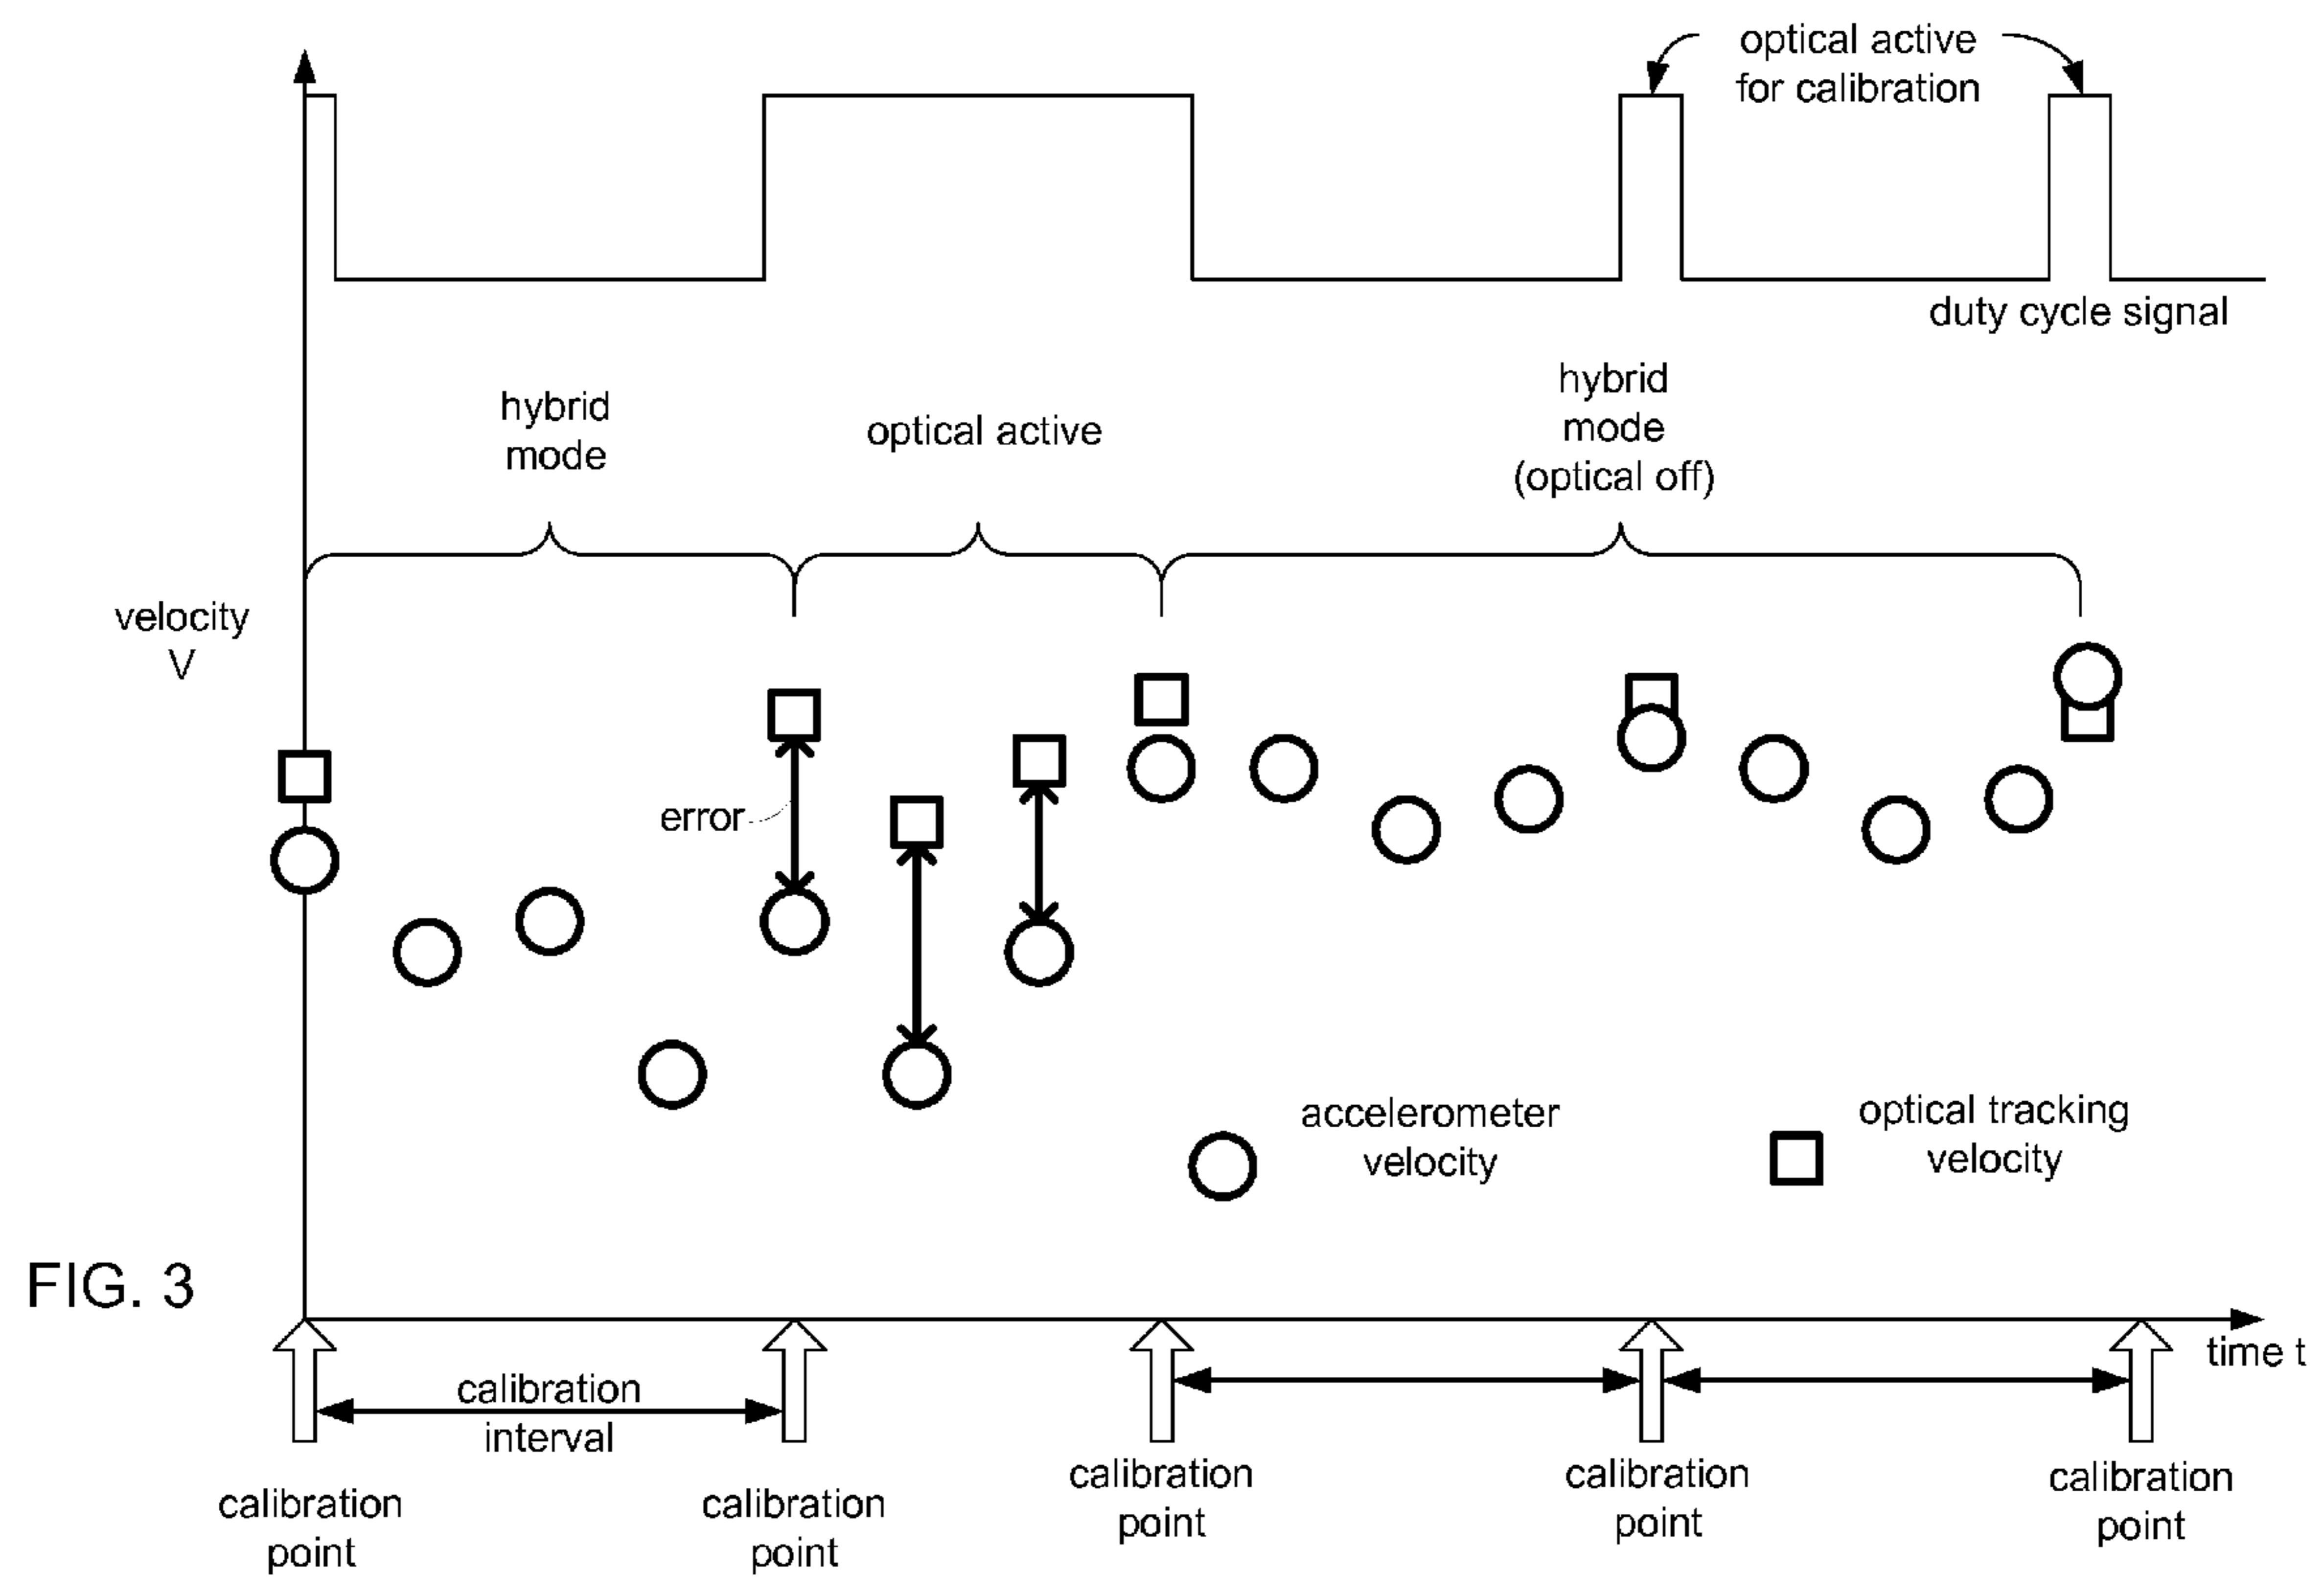 optical active
for calibration
duty cycle signal
hybrid
mode
optical active
hybrid
mode
(optical off)
velocity
V
error
accelerometer
velocity
optical tracking
velocity
FIG. 3
time t
calibration
interval
calibration
point
calibration
point
calibration
point
calibration
point
calibration
point